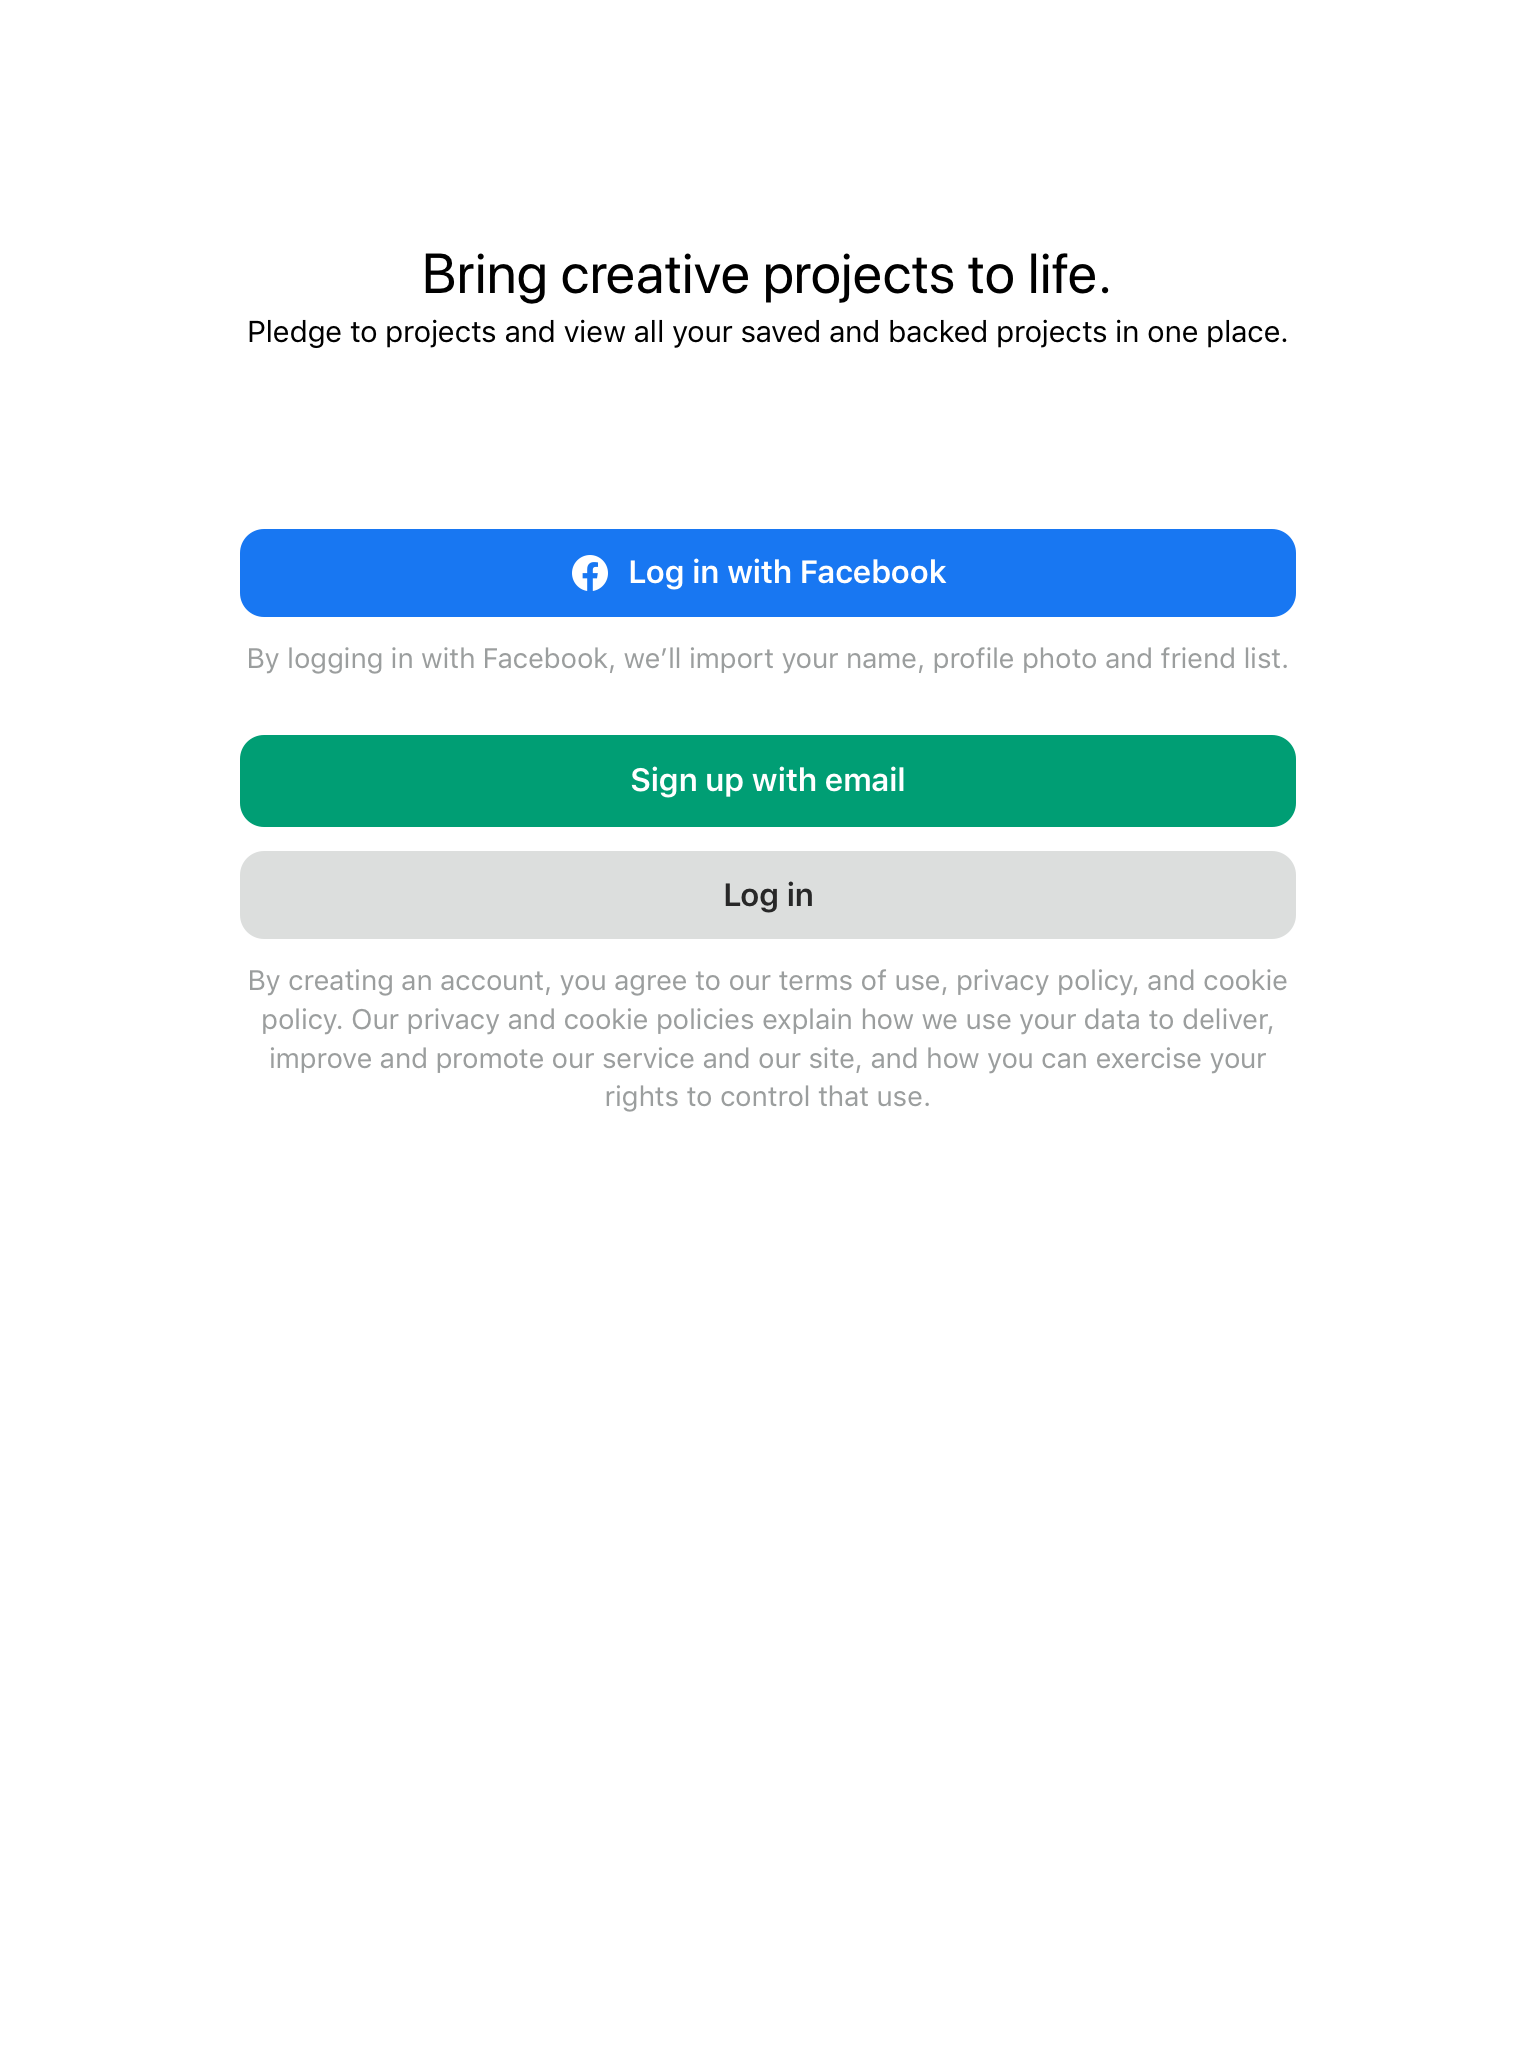 Bring creative projects to life.
Pledge to projects and view all your saved and backed projects in one place.
Log in with Facebook
By logging in with Facebook, we’ll import your name, profile photo and friend list.
Sign up with email
Log in
By creating an account, you agree to our terms of use, privacy policy, and cookie
policy. Our privacy and cookie policies explain how we use your data to deliver,
improve and promote our service and our site, and how you can exercise your
rights to control that use.